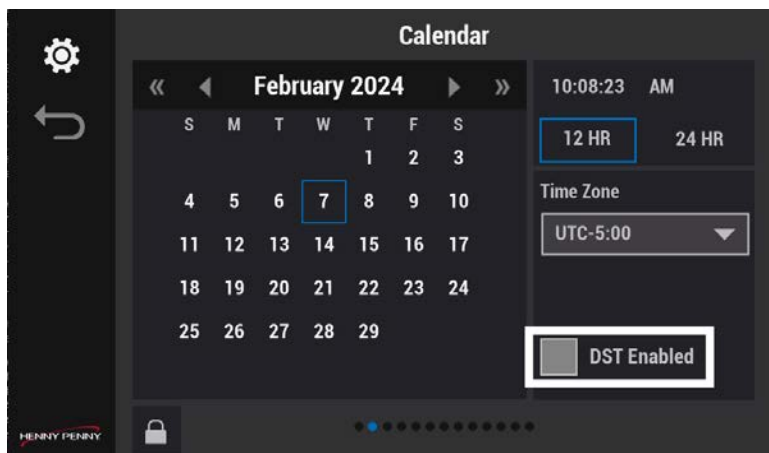 Calendar
« February 2024 »
S M T W T F S
1 2 3
4 5 6 7 8 9 10
11 12 13 14 15 16 17
18 19 20 21 22 23 24
25 26 27 28 29
10:08:23 AM
12 HR 24 HR
Time Zone
UTC-5:00
DST Enabled
HENNY PENNY